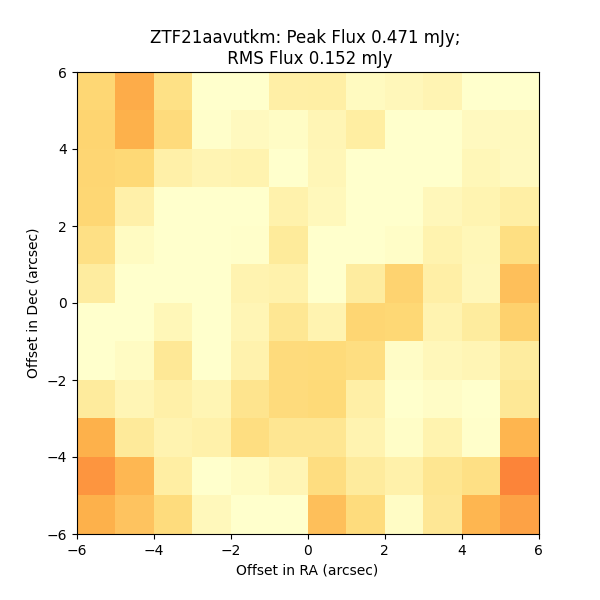 ZTF21aavutkm: Peak Flux 0.471 mJy;
RMS Flux 0.152 mJy
6
4
2
0
−2
−4
−6
Offset in Dec (arcsec)
−6 −4 −2 0 2 4 6
Offset in RA (arcsec)